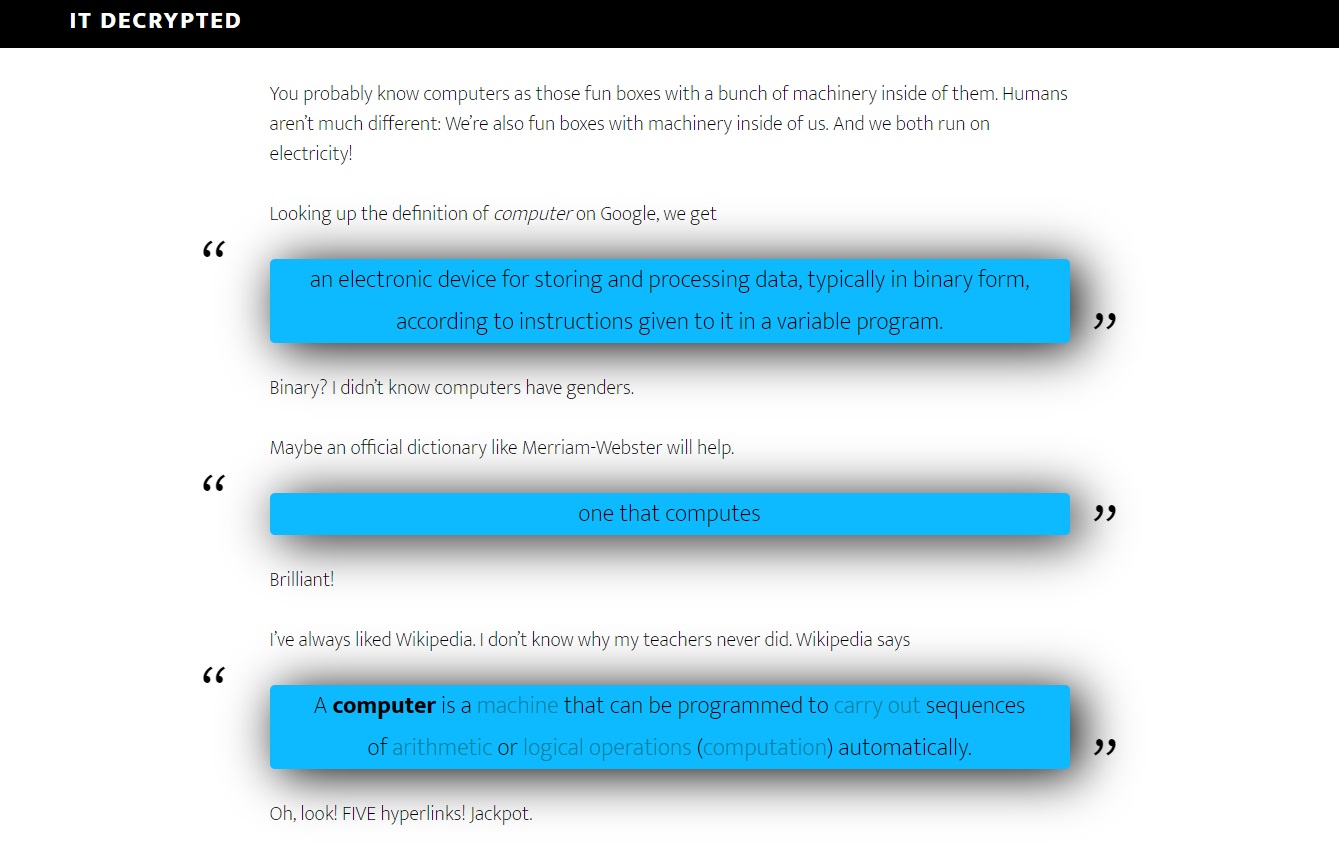 IT DECRYPTED
You probably know computers as those fun boxes with a bunch of machinery inside of them. Humans
aren’t much different: We’re also fun boxes with machinery inside of us. And we both run on
electricity!
Looking up the definition of computer on Google, we get
“
an electronic device for storing and processing data, typically in binary form,
according to instructions given to it in a variable program.
”
Binary? I didn’t know computers have genders.
Maybe an official dictionary like Merriam-Webster will help.
“
one that computes
”
Brilliant!
I’ve always liked Wikipedia. I don’t know why my teachers never did. Wikipedia says
“
A computer is a machine that can be programmed to carry out sequences
of arithmetic or logical operations (computation) automatically.
”
Oh, look! FIVE hyperlinks! Jackpot.